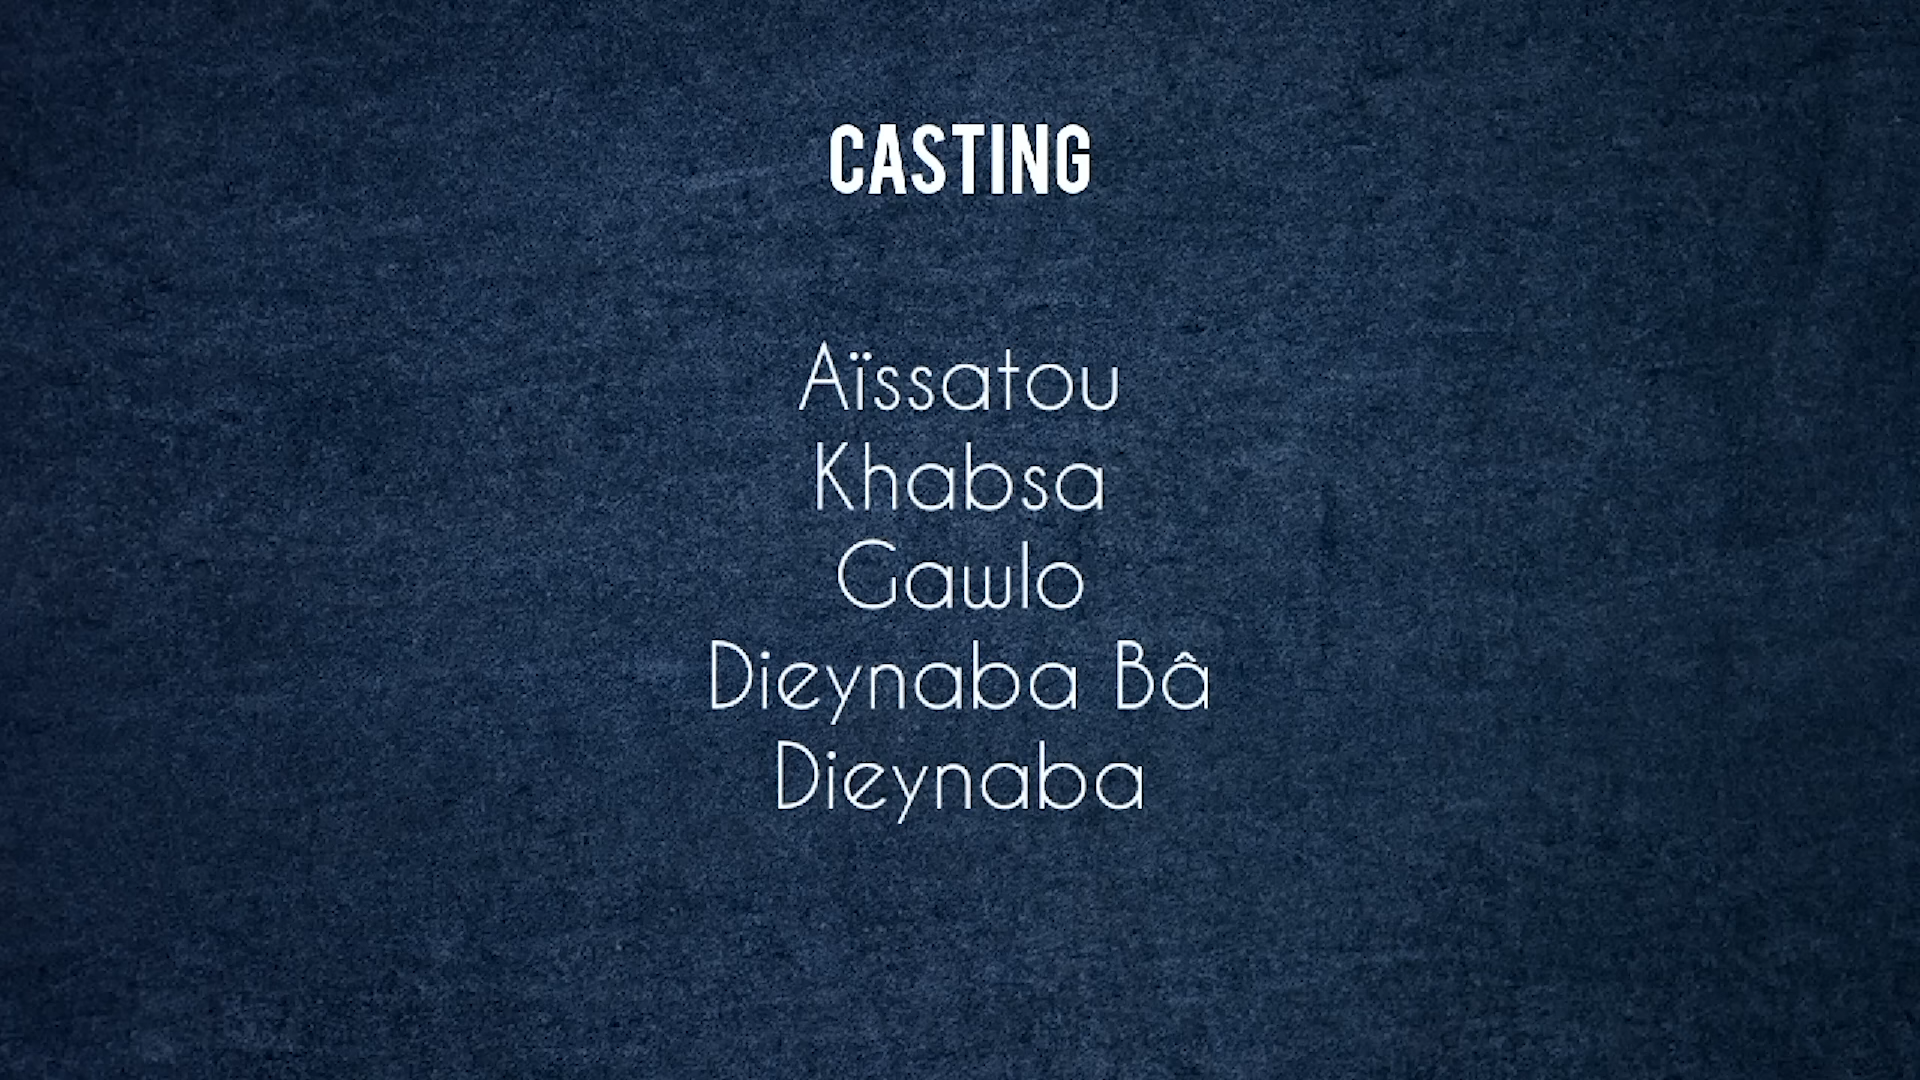 CASTING
Aïssatou
Khabsa
Gawlo
Dieynaba Bâ
Dieynaba